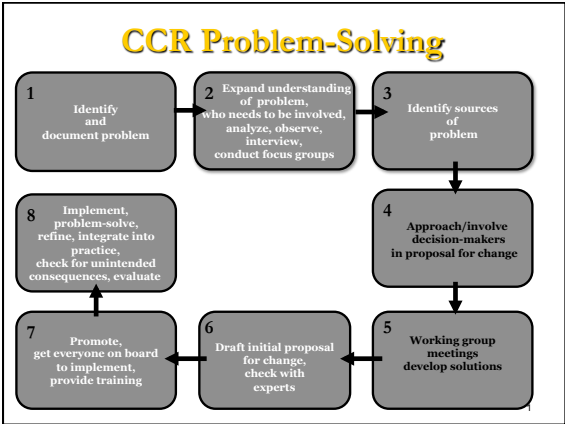 CCR Problem-Solving
1
Identify
and
document problem
2
Expand understanding
of problem,
who needs to be involved,
analyze, observe,
interview,
conduct focus groups
3
Identify sources
of
problem
4
Approach/involve
decision-makers
in proposal for change
5
Working group
meetings
develop solutions
6
Draft initial proposal
for change,
check with
experts
7
Promote,
get everyone on board
to implement,
provide training
8
Implement,
problem-solve,
refine, integrate into
practice,
check for unintended
consequences, evaluate
1